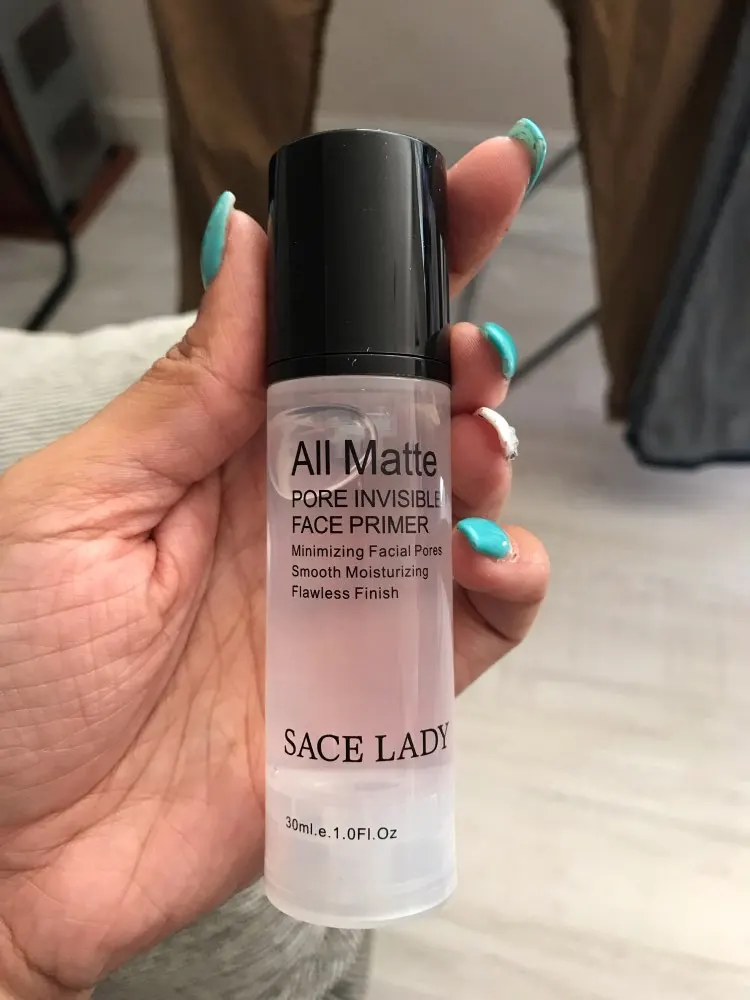 All Matte
PORE INVISIBLE
FACE PRIMER
Minimizing Facial Pores
Smooth Moisturizing
Flawless Finish
SACE LADY
30ml.e.1.0Fl.Oz